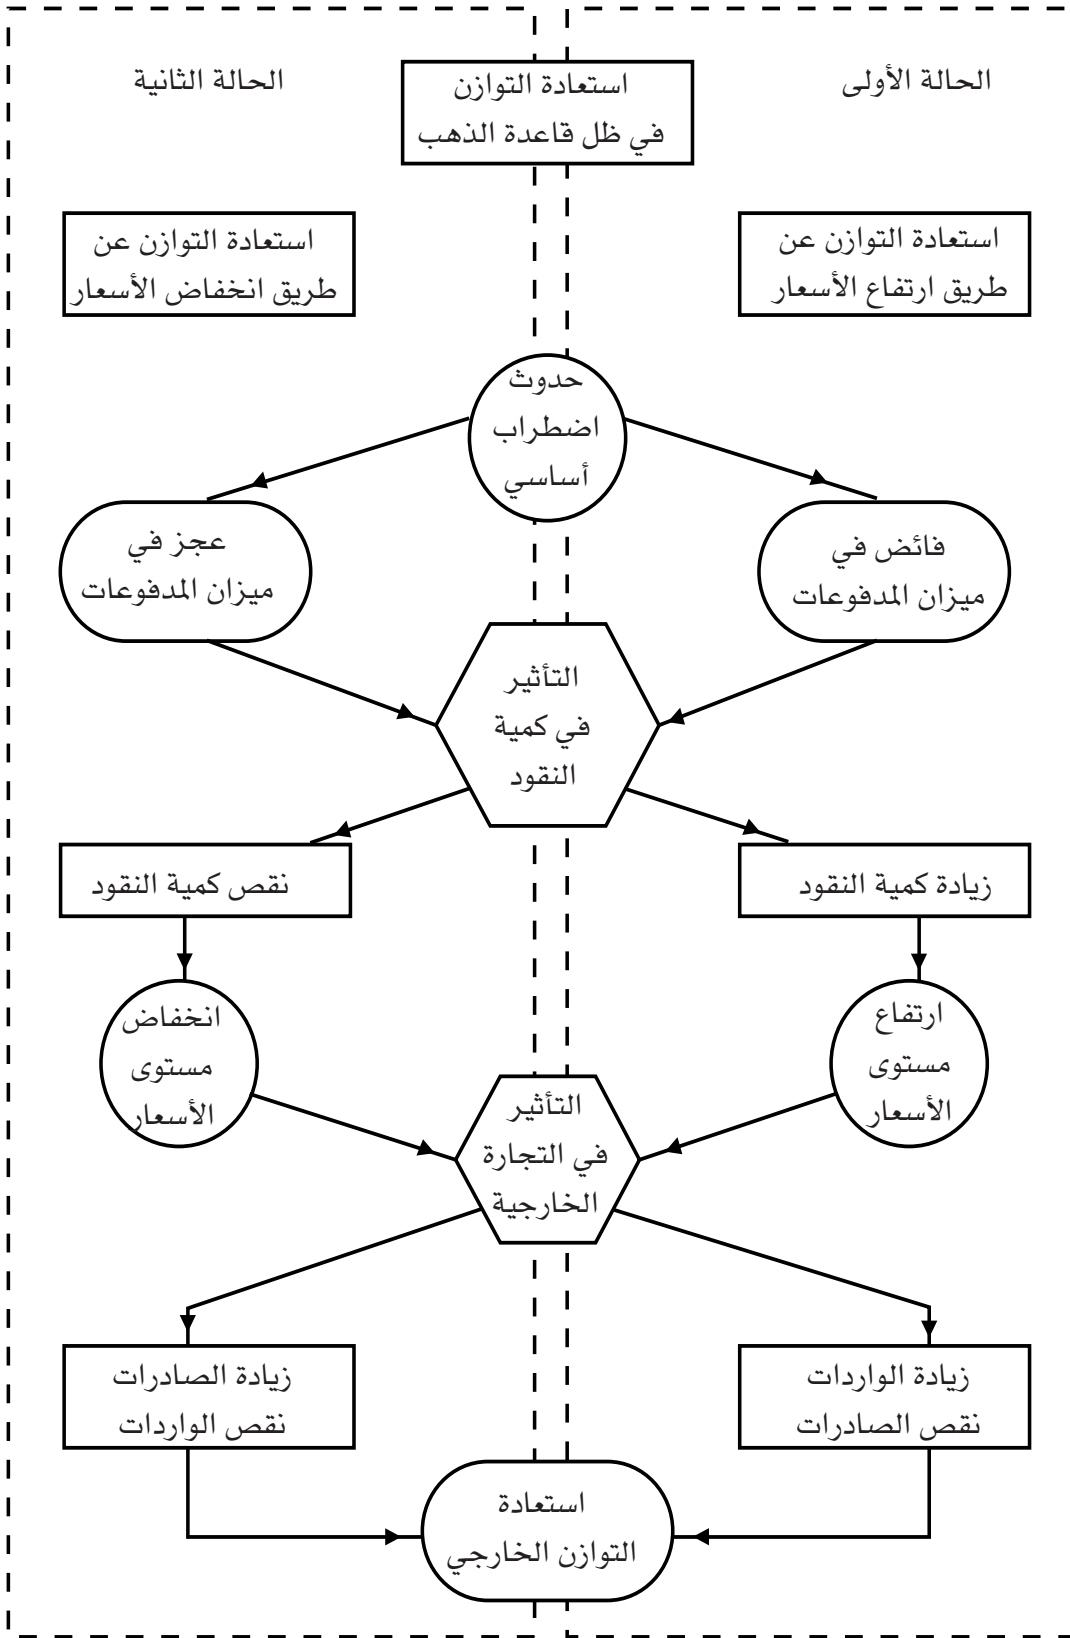 الحالة الأولى
استعادة التوازن
في ظل قاعدة الذهب
الحالة الثانية
استعادة التوازن عن
طريق ارتفاع الأسعار
استعادة التوازن عن
طريق انخفاض الأسعار
حدوث
اضطراب
أساسي
فائض في
ميزان المدفوعات
عجز في
ميزان المدفوعات
التأثير
في كمية
النقود
زيادة كمية النقود
نقص كمية النقود
ارتفاع
مستوى
الأسعار
انخفاض
مستوى
الأسعار
التأثير
في التجارة
الخارجية
زيادة الواردات
نقص الصادرات
زيادة الصادرات
نقص الواردات
استعادة
التوازن الخارجي